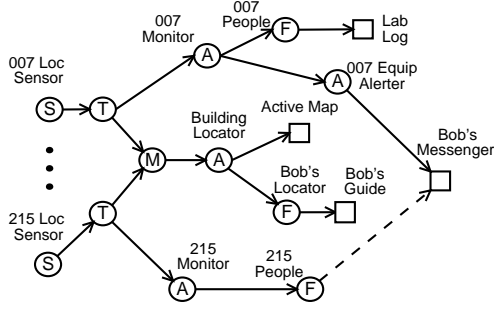 007
People
Lab
Log
007
Monitor
F
A
007 Equip
Alerter
A
007 Loc
Sensor
S
T
Building
Locator
Active Map
Bob's
Messenger
M
A
Bob's
Locator
Bob's
Guide
F
215 Loc
Sensor
T
S
215
Monitor
215
People
A
F